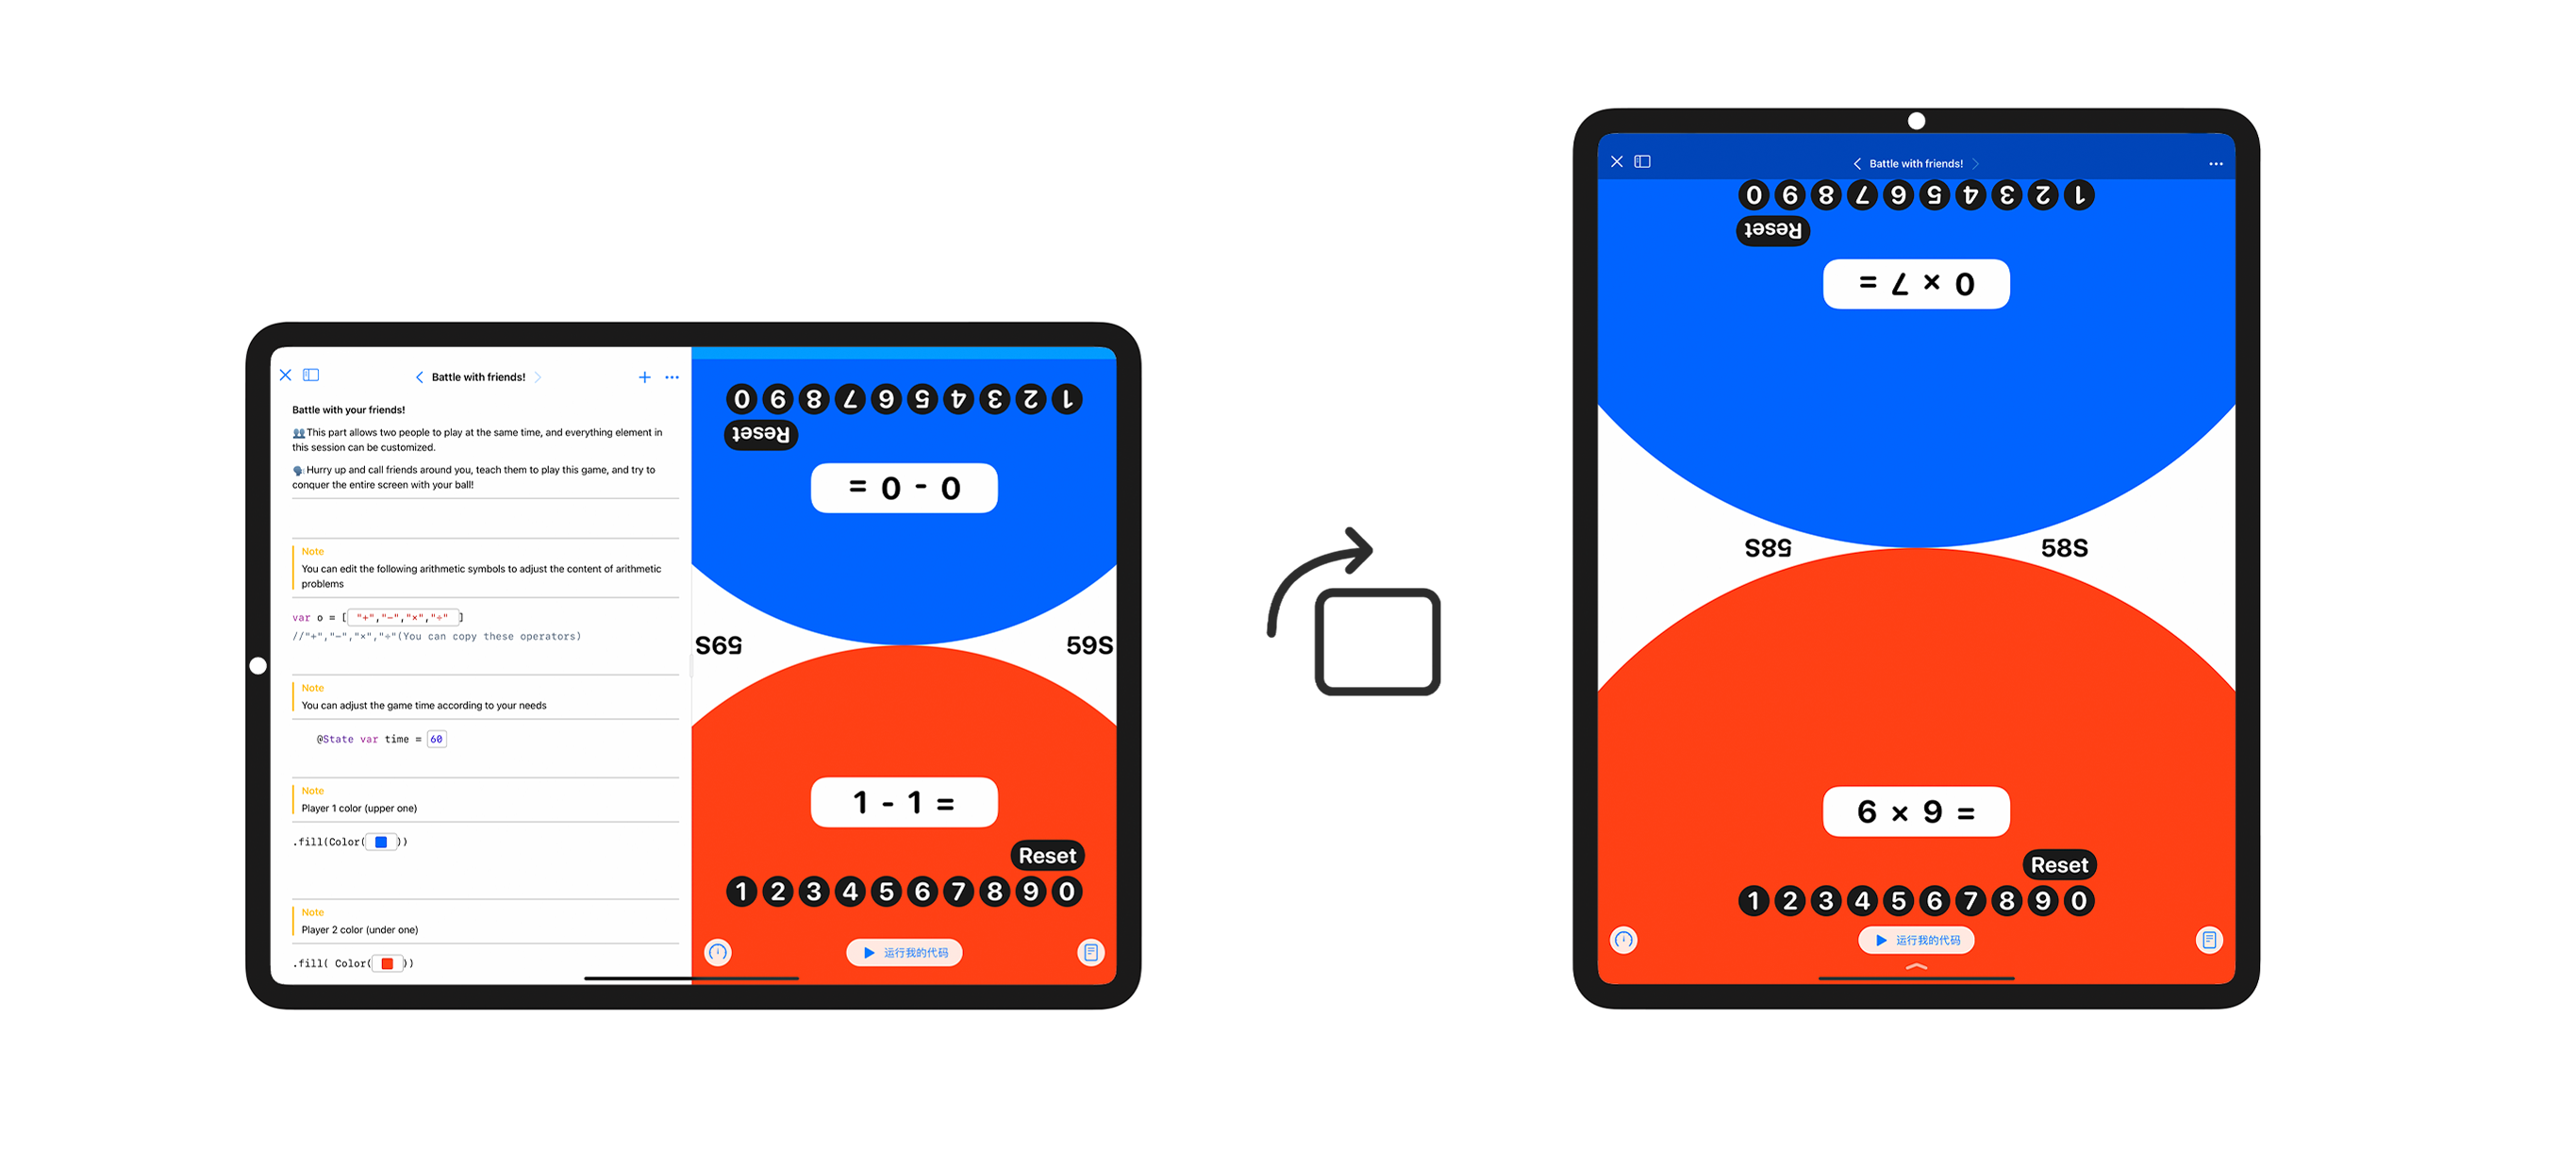 Battle with friends!
Battle with your friends!
👥This part allows two people to play at the same time, and everything element in
this session can be customized.
🗣Hurry up and call friends around you, teach them to play this game, and try to
conquer the entire screen with your ball!
Note
You can edit the following arithmetic symbols to adjust the content of arithmetic
problems
var o = [ "+","−","×","÷" ]
//"+","−","×","÷"(You can copy these operators)
Note
You can adjust the game time according to your needs
@State var time = 60
Note
Player 1 color (upper one)
.fill(Color( ))
Note
Player 2 color (under one)
.fill( Color( ))
1 2 3 4 5 6 7 8 9 0
Reset
0 - 0 =
59S
59S
1 - 1 =
Reset
1 2 3 4 5 6 7 8 9 0
运行我的代码
Battle with friends!
1 2 3 4 5 6 7 8 9 0
Reset
0 × 7 =
58S
58S
6 × 9 =
Reset
1 2 3 4 5 6 7 8 9 0
运行我的代码